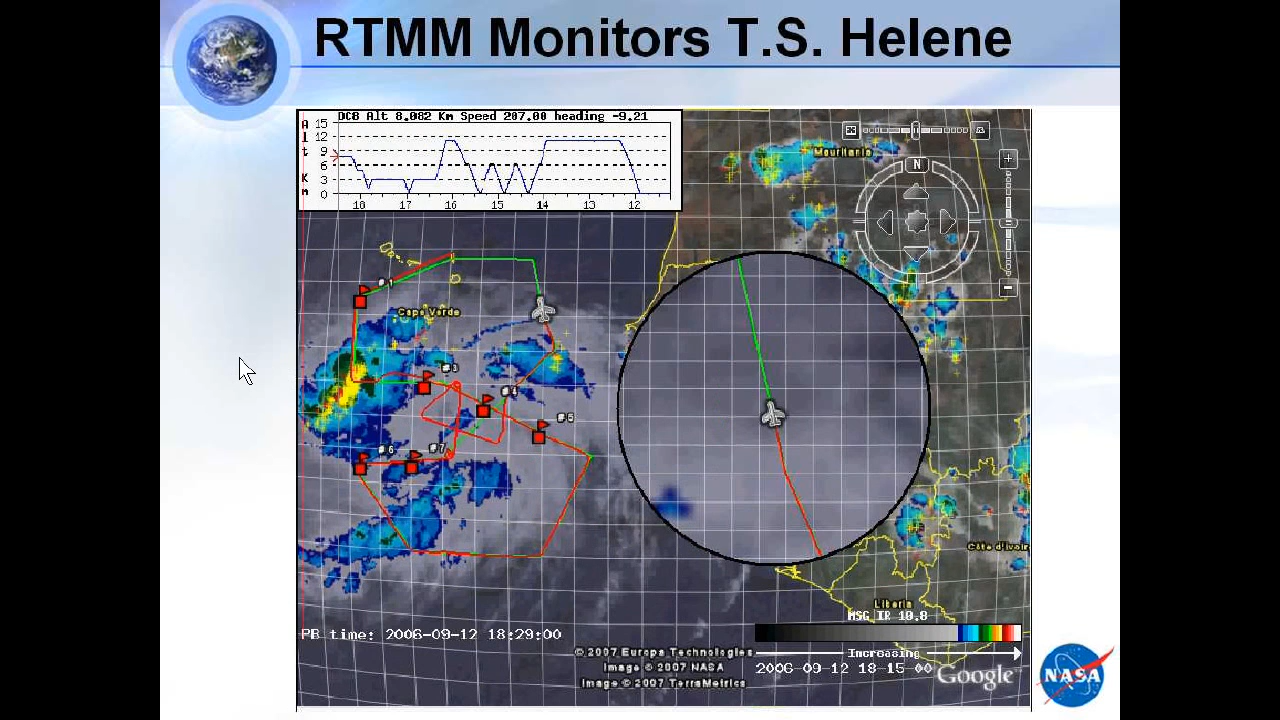 RTMM Monitors T.S. Helene
DC8 Alt 8.082 Km Speed 207.00 heading -9.21
Alt Km
15
12
9
6
3
0
18 17 16 15 14 13 12
Mauritania
N
+
-
Cape Verde
#1
#3
#4
#5
#6
#7
Côte d'Ivoir
Liberia
MSG IR 10.8
PB time: 2006-09-12 18:29:00
Increasing
© 2007 Europa Technologies
Image © 2007 NASA
Image © 2007 TerraMetrics
2006-09-12 18-15-00
Google
NASA